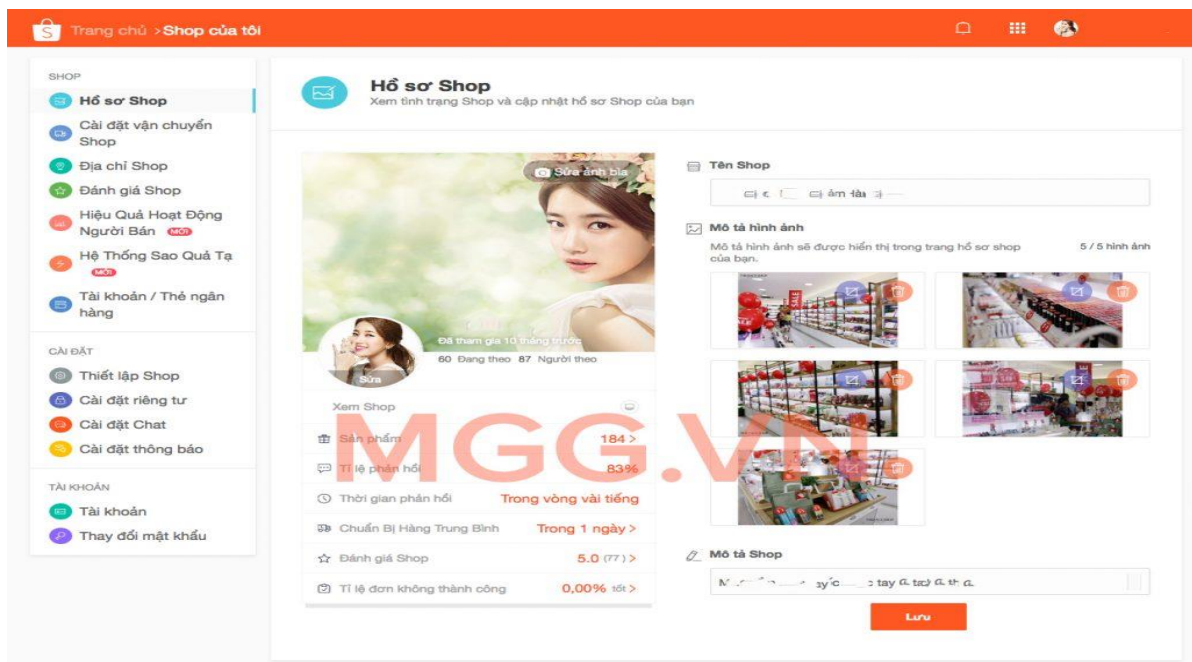 Trang chủ >Shop của tôi
SHOP
Hồ sơ Shop
Cài đặt vận chuyển
Shop
Địa chỉ Shop
Đánh giá Shop
Hiệu Quả Hoạt Động
Người Bán MỚI
Hệ Thống Sao Quả Tạ
MỚI
Tài khoản / Thẻ ngân
hàng
CÀI ĐẶT
Thiết lập Shop
Cài đặt riêng tư
Cài đặt Chat
Cài đặt thông báo
TÀI KHOẢN
Tài khoản
Thay đổi mật khẩu
Hồ sơ Shop
Xem tình trạng Shop và cập nhật hồ sơ Shop của bạn
Sửa ảnh bìa
Đã tham gia 10 tháng trước
60 Đang theo 87 Người theo
Sửa
Xem Shop
Sản phẩm 184 >
Tỉ lệ phản hồi 83%
Thời gian phản hồi Trong vòng vài tiếng
Chuẩn Bị Hàng Trung Bình Trong 1 ngày >
Đánh giá Shop 5.0 (77) >
Tỉ lệ đơn không thành công 0,00% tốt >
MGG.VN
Tên Shop
Mô tả hình ảnh
Mô tả hình ảnh sẽ được hiển thị trong trang hồ sơ shop 5 / 5 hình ảnh
của bạn.
SALE
Mô tả Shop
Lưu